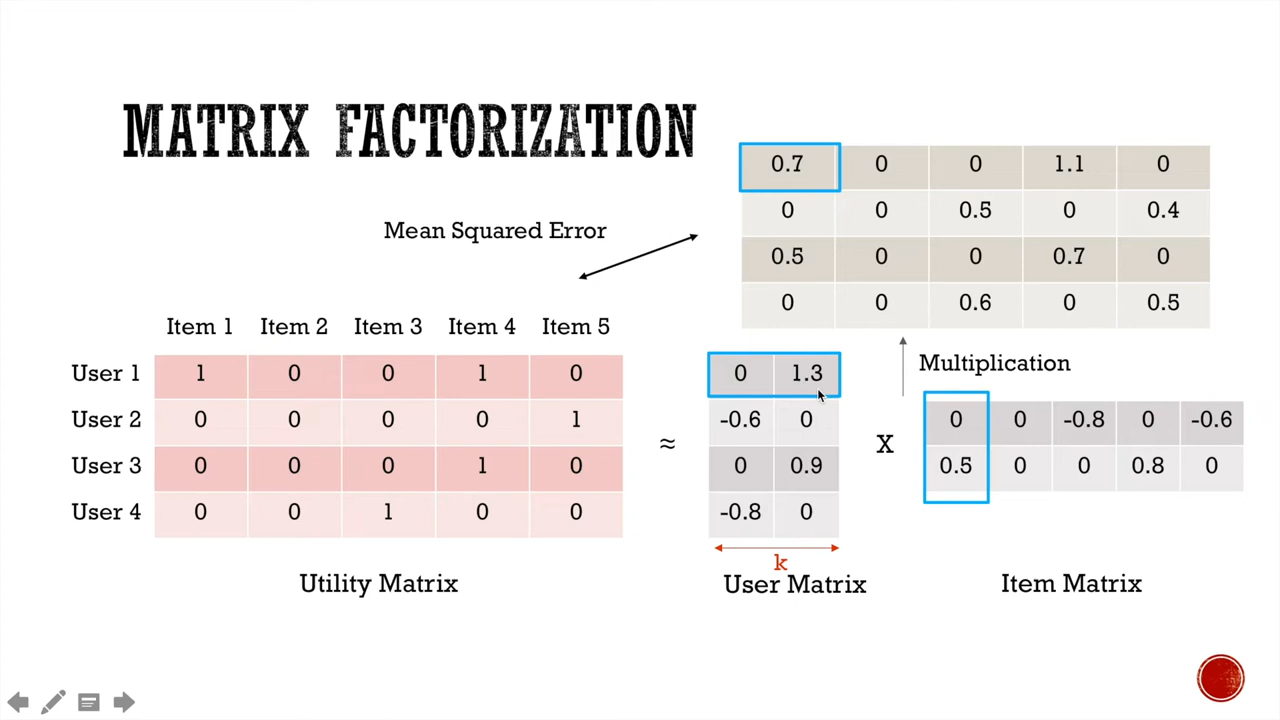 MATRIX FACTORIZATION
0.7 0 0 1.1 0
0 0 0.5 0 0.4
0.5 0 0 0.7 0
0 0 0.6 0 0.5
Mean Squared Error
Item 1 Item 2 Item 3 Item 4 Item 5
User 1 1 0 0 1 0
User 2 0 0 0 0 1
User 3 0 0 0 1 0
User 4 0 0 1 0 0
Utility Matrix
≈
0 1.3
-0.6 0
0 0.9
-0.8 0
k
User Matrix
X
Multiplication
0 0 -0.8 0 -0.6
0.5 0 0 0.8 0
Item Matrix